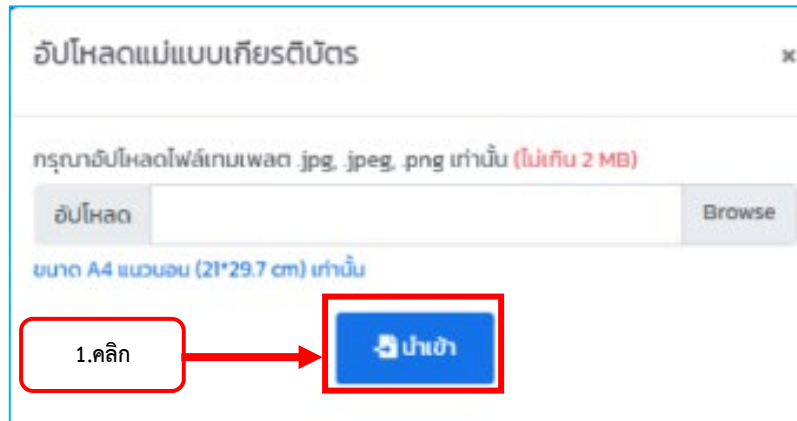 อัปโหลดแม่แบบเกียรติบัตร ×
กรุณาอัปโหลดไฟล์เทมเพลต .jpg, .jpeg, .png เท่านั้น (ไม่เกิน 2 MB)
อัปโหลด Browse
ขนาด A4 แนวนอน (21*29.7 cm) เท่านั้น
1.คลิก นำเข้า